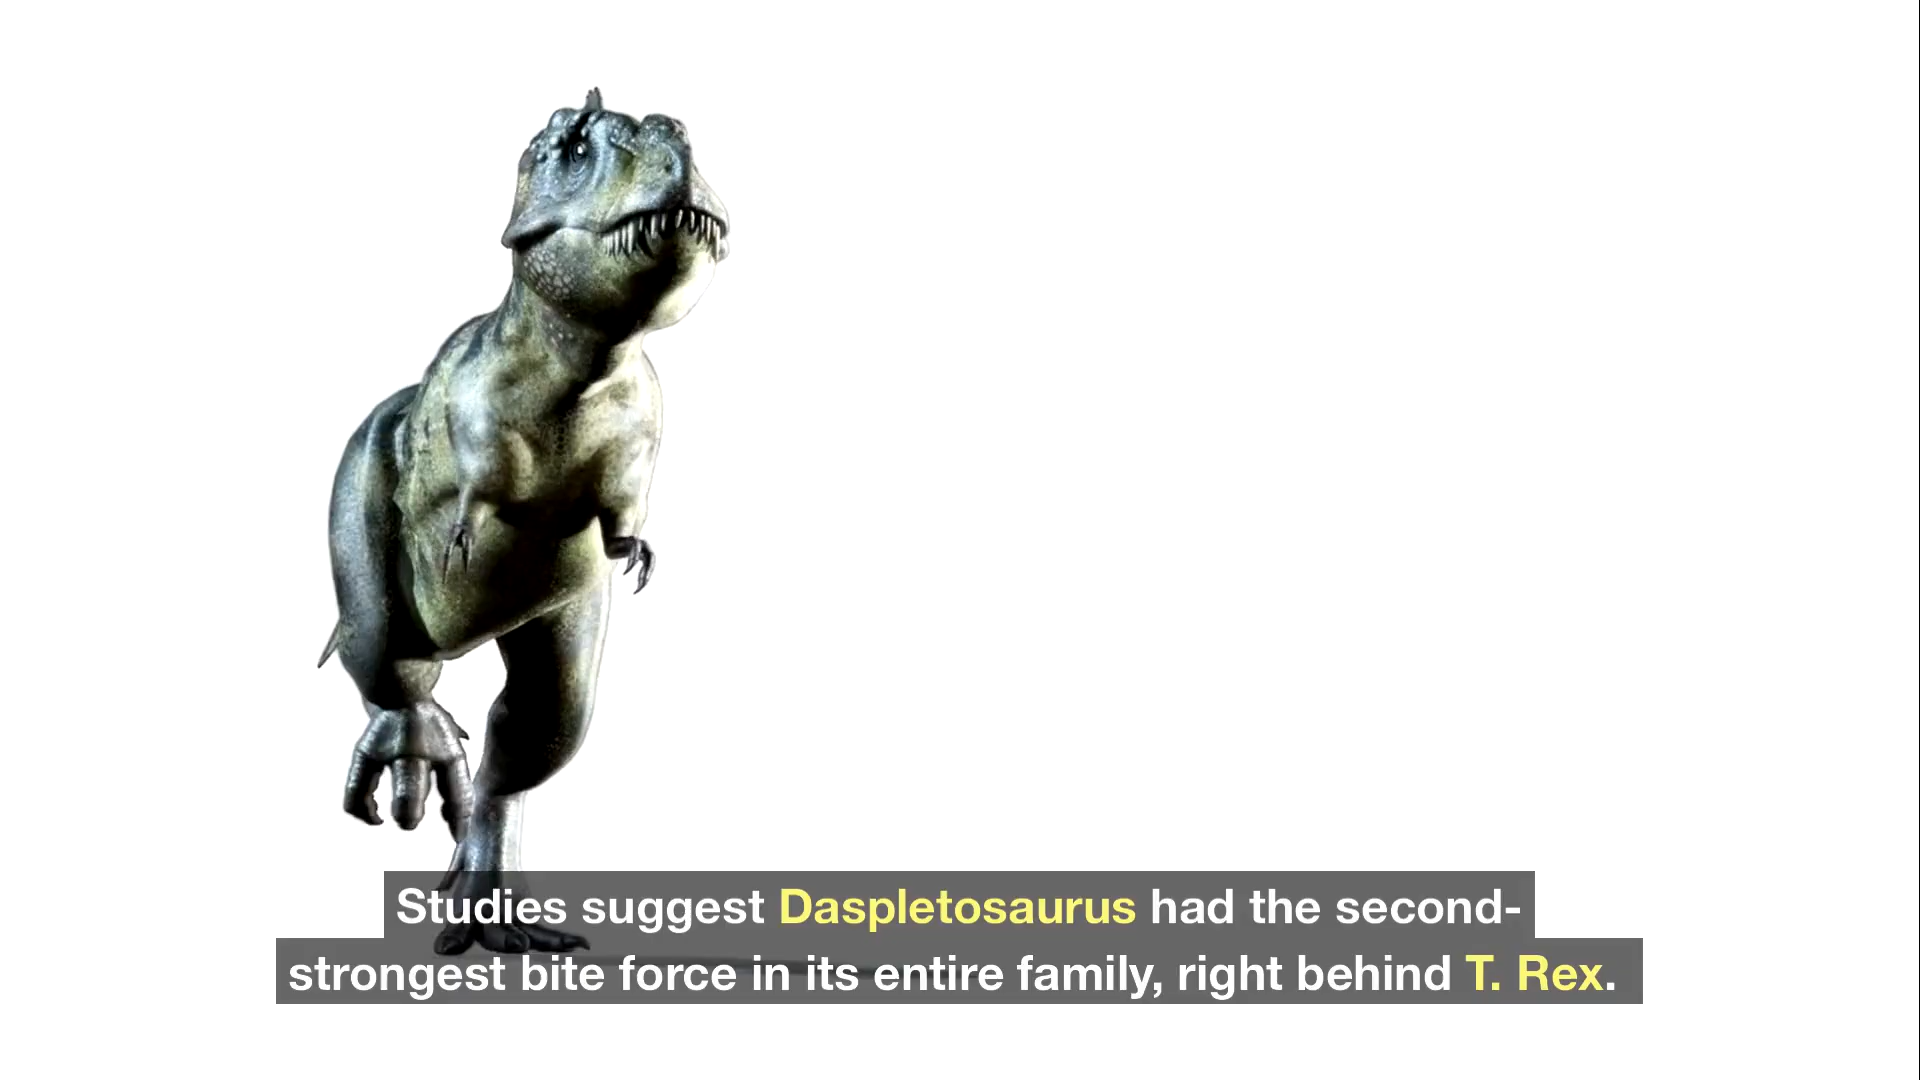 Studies suggest Daspletosaurus had the second-
strongest bite force in its entire family, right behind T. Rex.